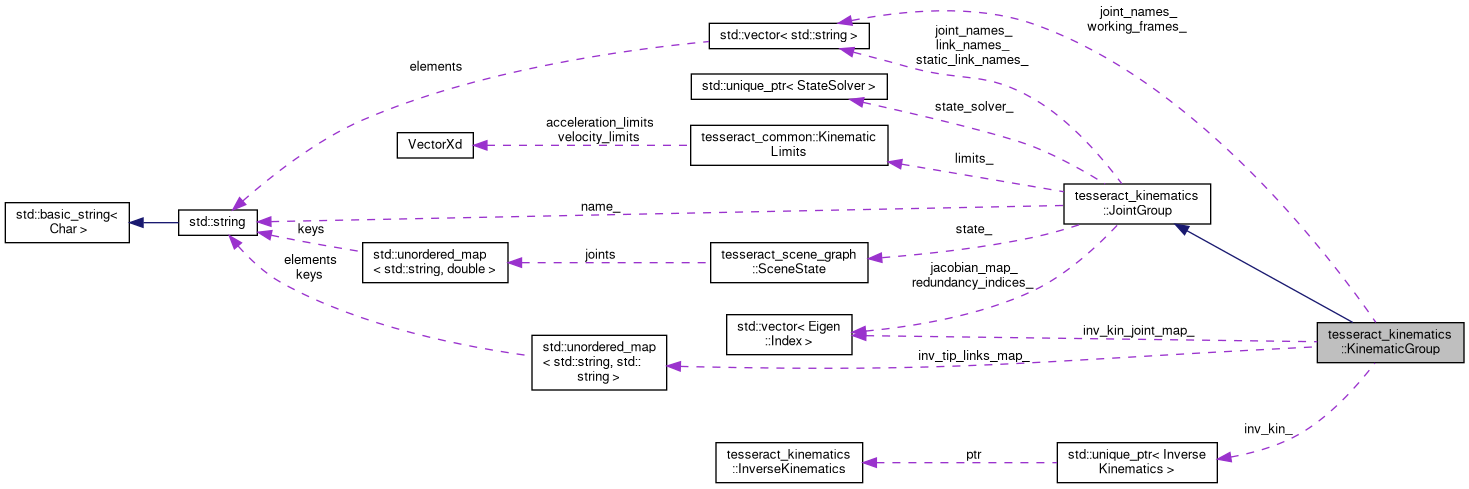 joint_names_
working_frames_
std::vector< std::string >
joint_names_
link_names_
static_link_names_
elements
std::unique_ptr< StateSolver >
state_solver_
acceleration_limits
velocity_limits
VectorXd
tesseract_common::Kinematic
Limits
limits_
tesseract_kinematics
::JointGroup
std::basic_string<
Char >
std::string
name_
keys
state_
std::unordered_map
< std::string, double >
joints
tesseract_scene_graph
::SceneState
elements
keys
jacobian_map_
redundancy_indices_
std::vector< Eigen
::Index >
inv_kin_joint_map_
tesseract_kinematics
::KinematicGroup
std::unordered_map
< std::string, std::
string >
inv_tip_links_map_
inv_kin_
tesseract_kinematics
::InverseKinematics
ptr
std::unique_ptr< Inverse
Kinematics >